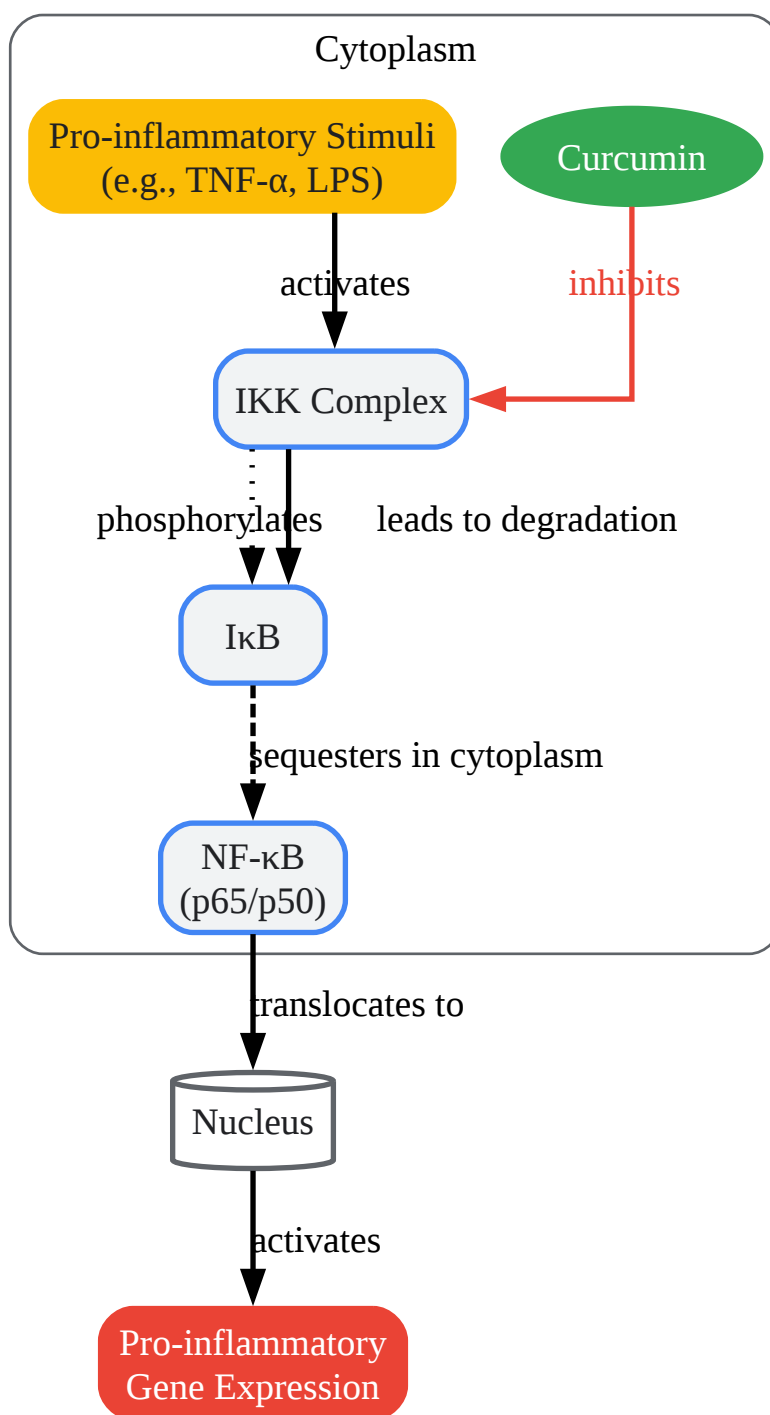 Cytoplasm
Pro-inflammatory Stimuli
(e.g., TNF-α, LPS)
Curcumin
activates
inhibits
IKK Complex
phosphorylates
leads to degradation
IκB
sequesters in cytoplasm
NF-κB
(p65/p50)
translocates to
Nucleus
activates
Pro-inflammatory
Gene Expression